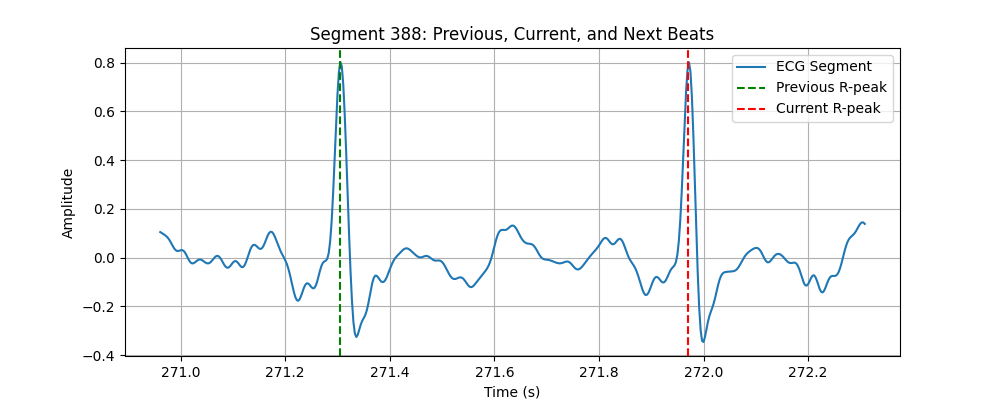 Segment 388: Previous, Current, and Next Beats
ECG Segment
Previous R-peak
Current R-peak
0.8
0.6
0.4
0.2
0.0
−0.2
−0.4
Amplitude
271.0 271.2 271.4 271.6 271.8 272.0 272.2
Time (s)